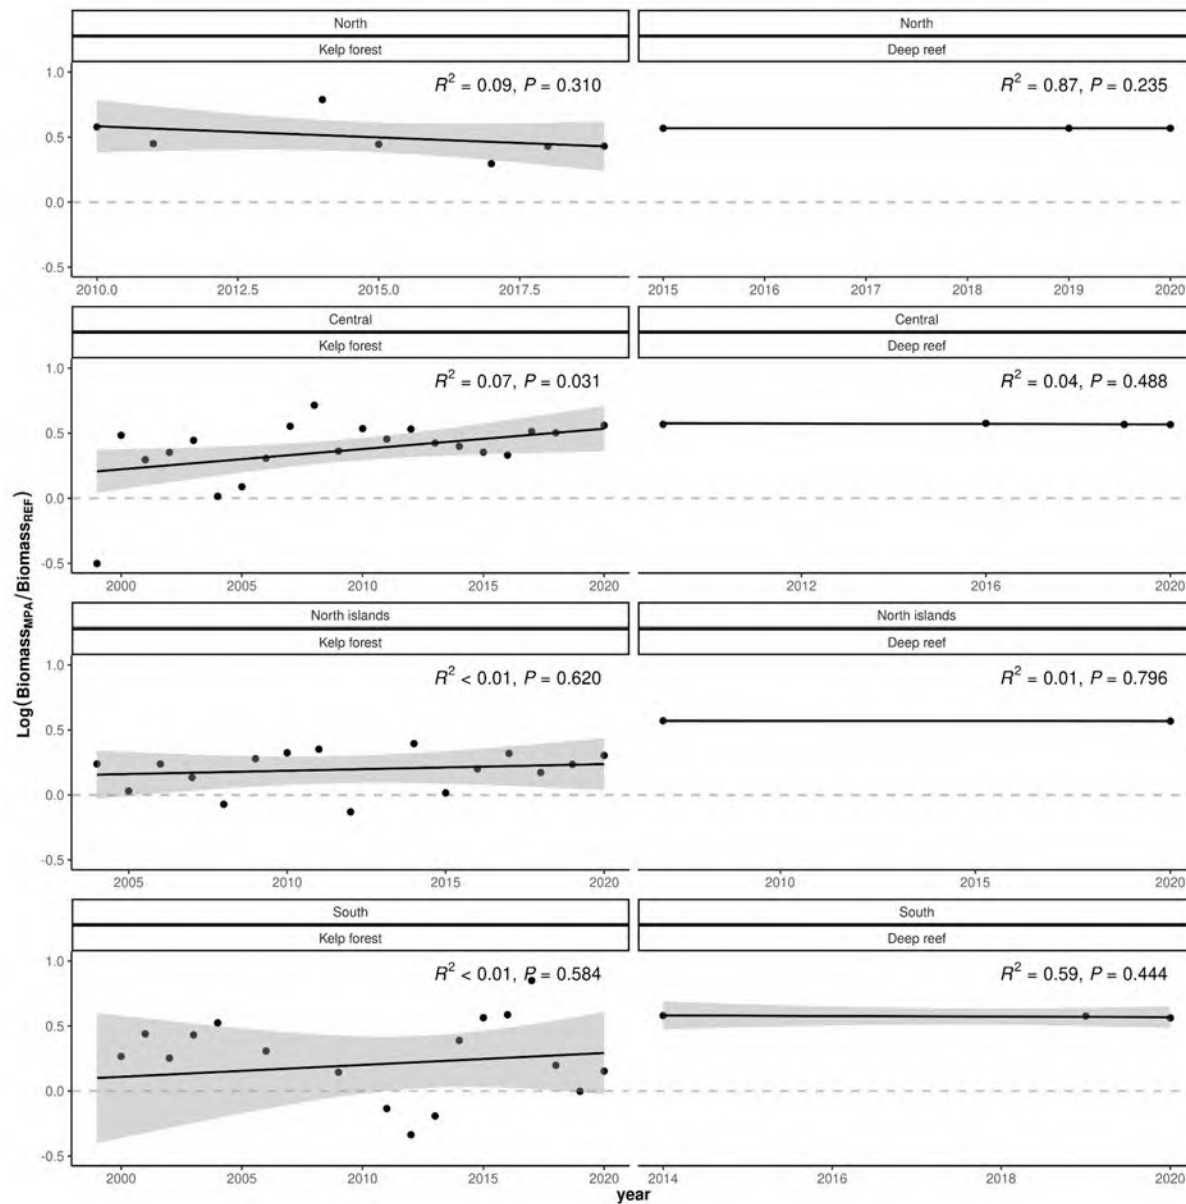 North
North
Kelp forest
Deep reef
R² = 0.09, P = 0.310
R² = 0.87, P = 0.235
1.0
0.5
0.0
-0.5
2010.0 2012.5 2015.0 2017.5
2015 2016 2017 2018 2019 2020
Central
Central
Kelp forest
Deep reef
R² = 0.07, P = 0.031
R² = 0.04, P = 0.488
1.0
0.5
0.0
-0.5
2000 2005 2010 2015 2020
2012 2016 2020
North islands
North islands
Kelp forest
Deep reef
R² < 0.01, P = 0.620
R² = 0.01, P = 0.796
1.0
0.5
0.0
-0.5
2005 2010 2015 2020
2010 2015 2020
South
South
Kelp forest
Deep reef
R² < 0.01, P = 0.584
R² = 0.59, P = 0.444
1.0
0.5
0.0
-0.5
2000 2005 2010 2015 2020
2014 2016 2018 2020
Log(Biomass_MPA/Biomass_REF)
year